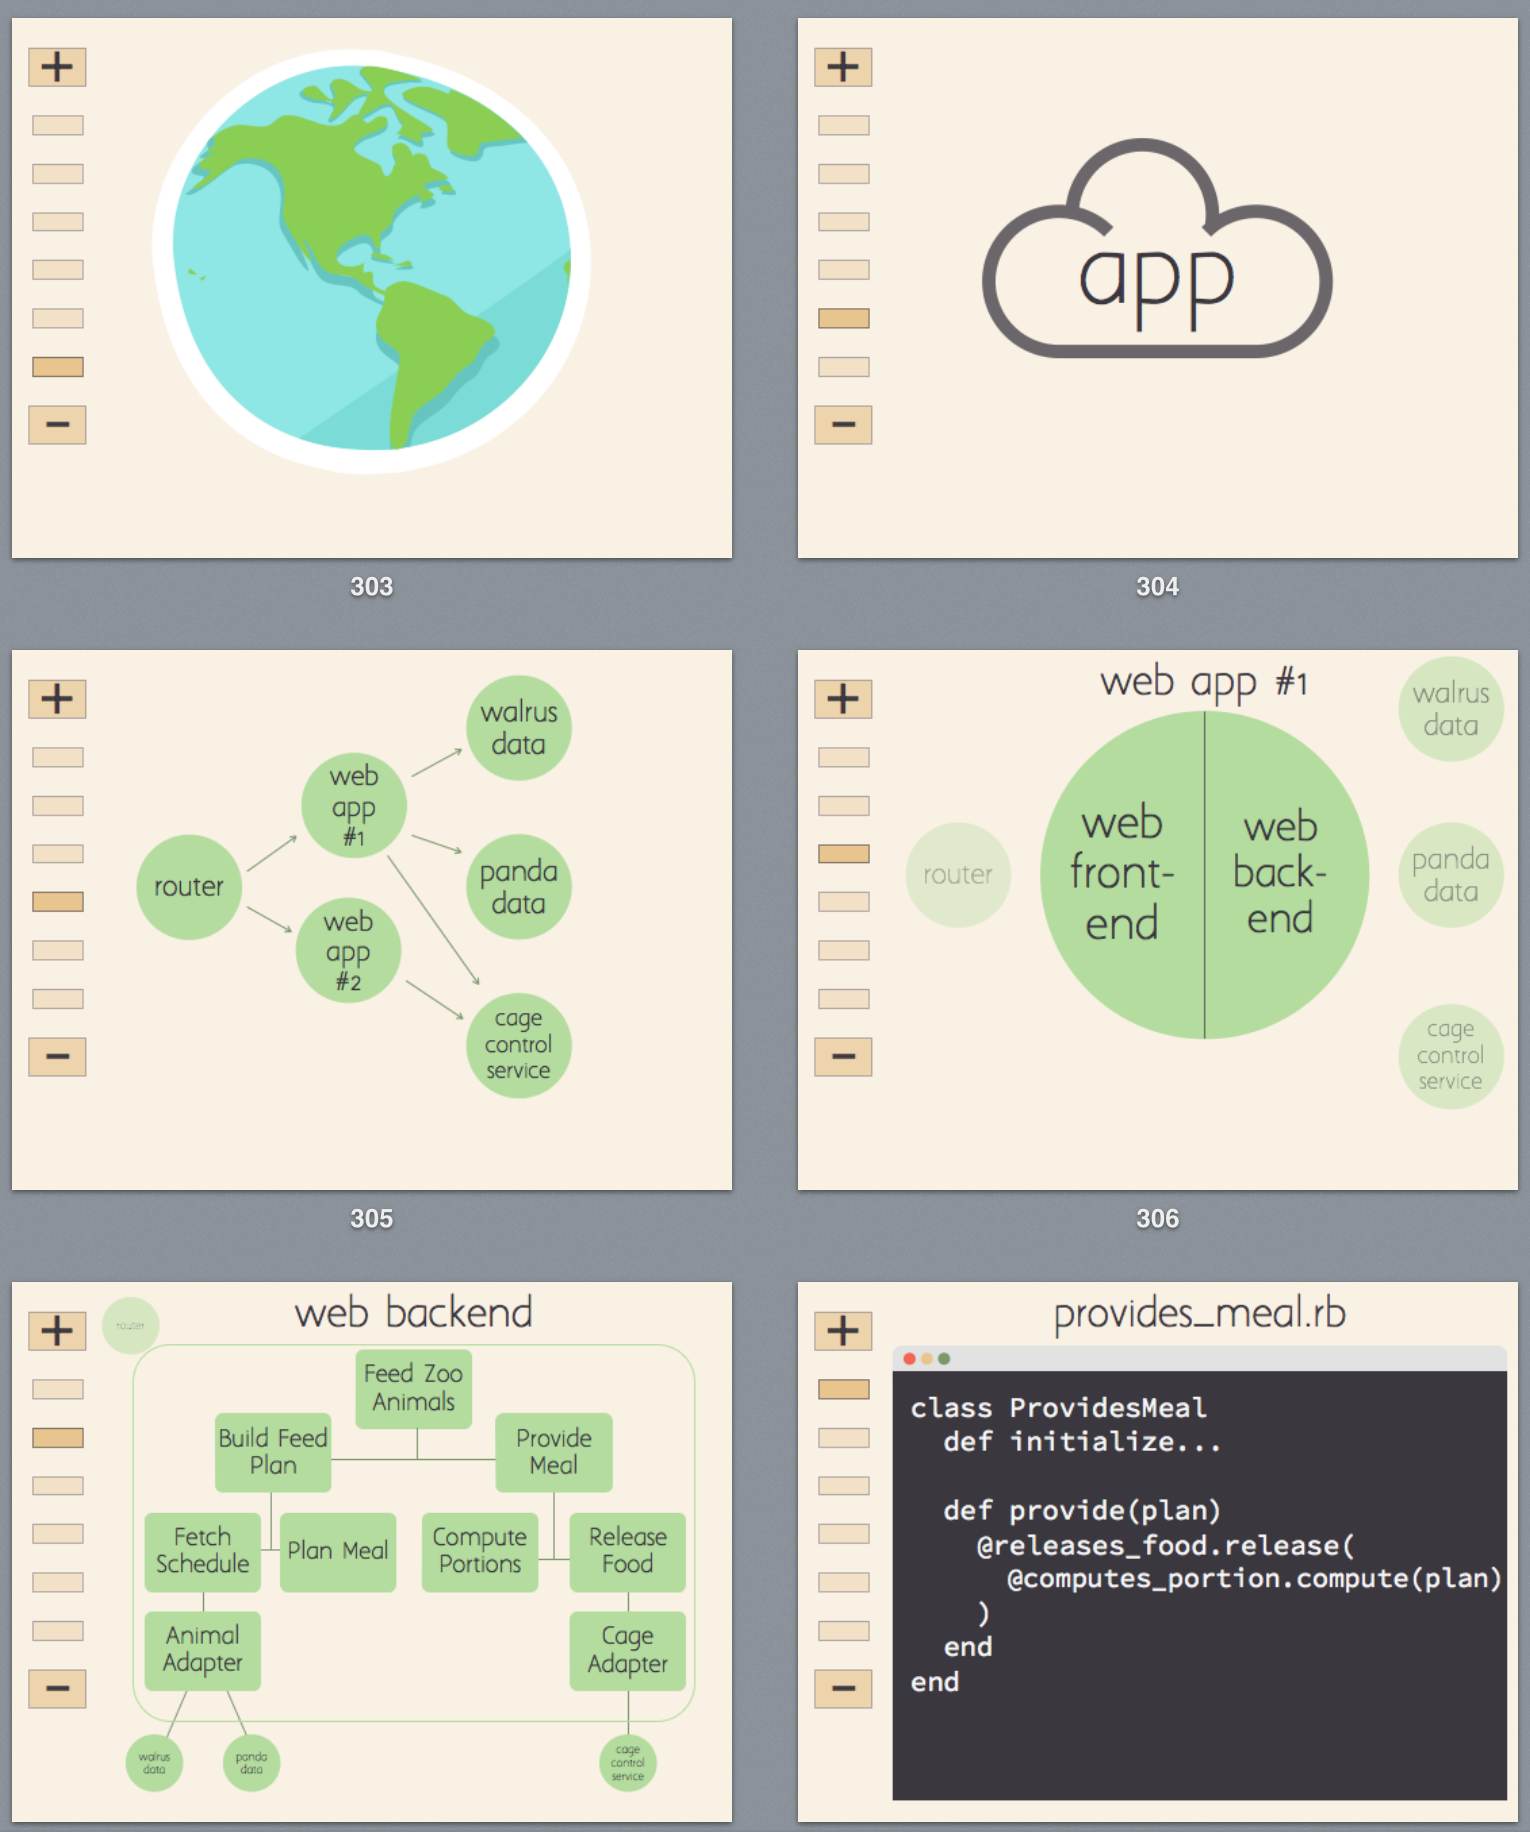 +
−
303
+
app
−
304
+
walrus
data
web
app
#1
router
panda
data
web
app
#2
cage
control
service
−
305
+
web app #1
walrus
data
router
web
front-
end
web
back-
end
panda
data
cage
control
service
−
306
+
router
web backend
Feed Zoo
Animals
Build Feed
Plan
Provide
Meal
Fetch
Schedule
Plan Meal
Compute
Portions
Release
Food
Animal
Adapter
Cage
Adapter
walrus
data
panda
data
cage
control
service
−
+
provides_meal.rb
class ProvidesMeal
  def initialize...
  def provide(plan)
    @releases_food.release(
      @computes_portion.compute(plan)
    )
  end
end
−